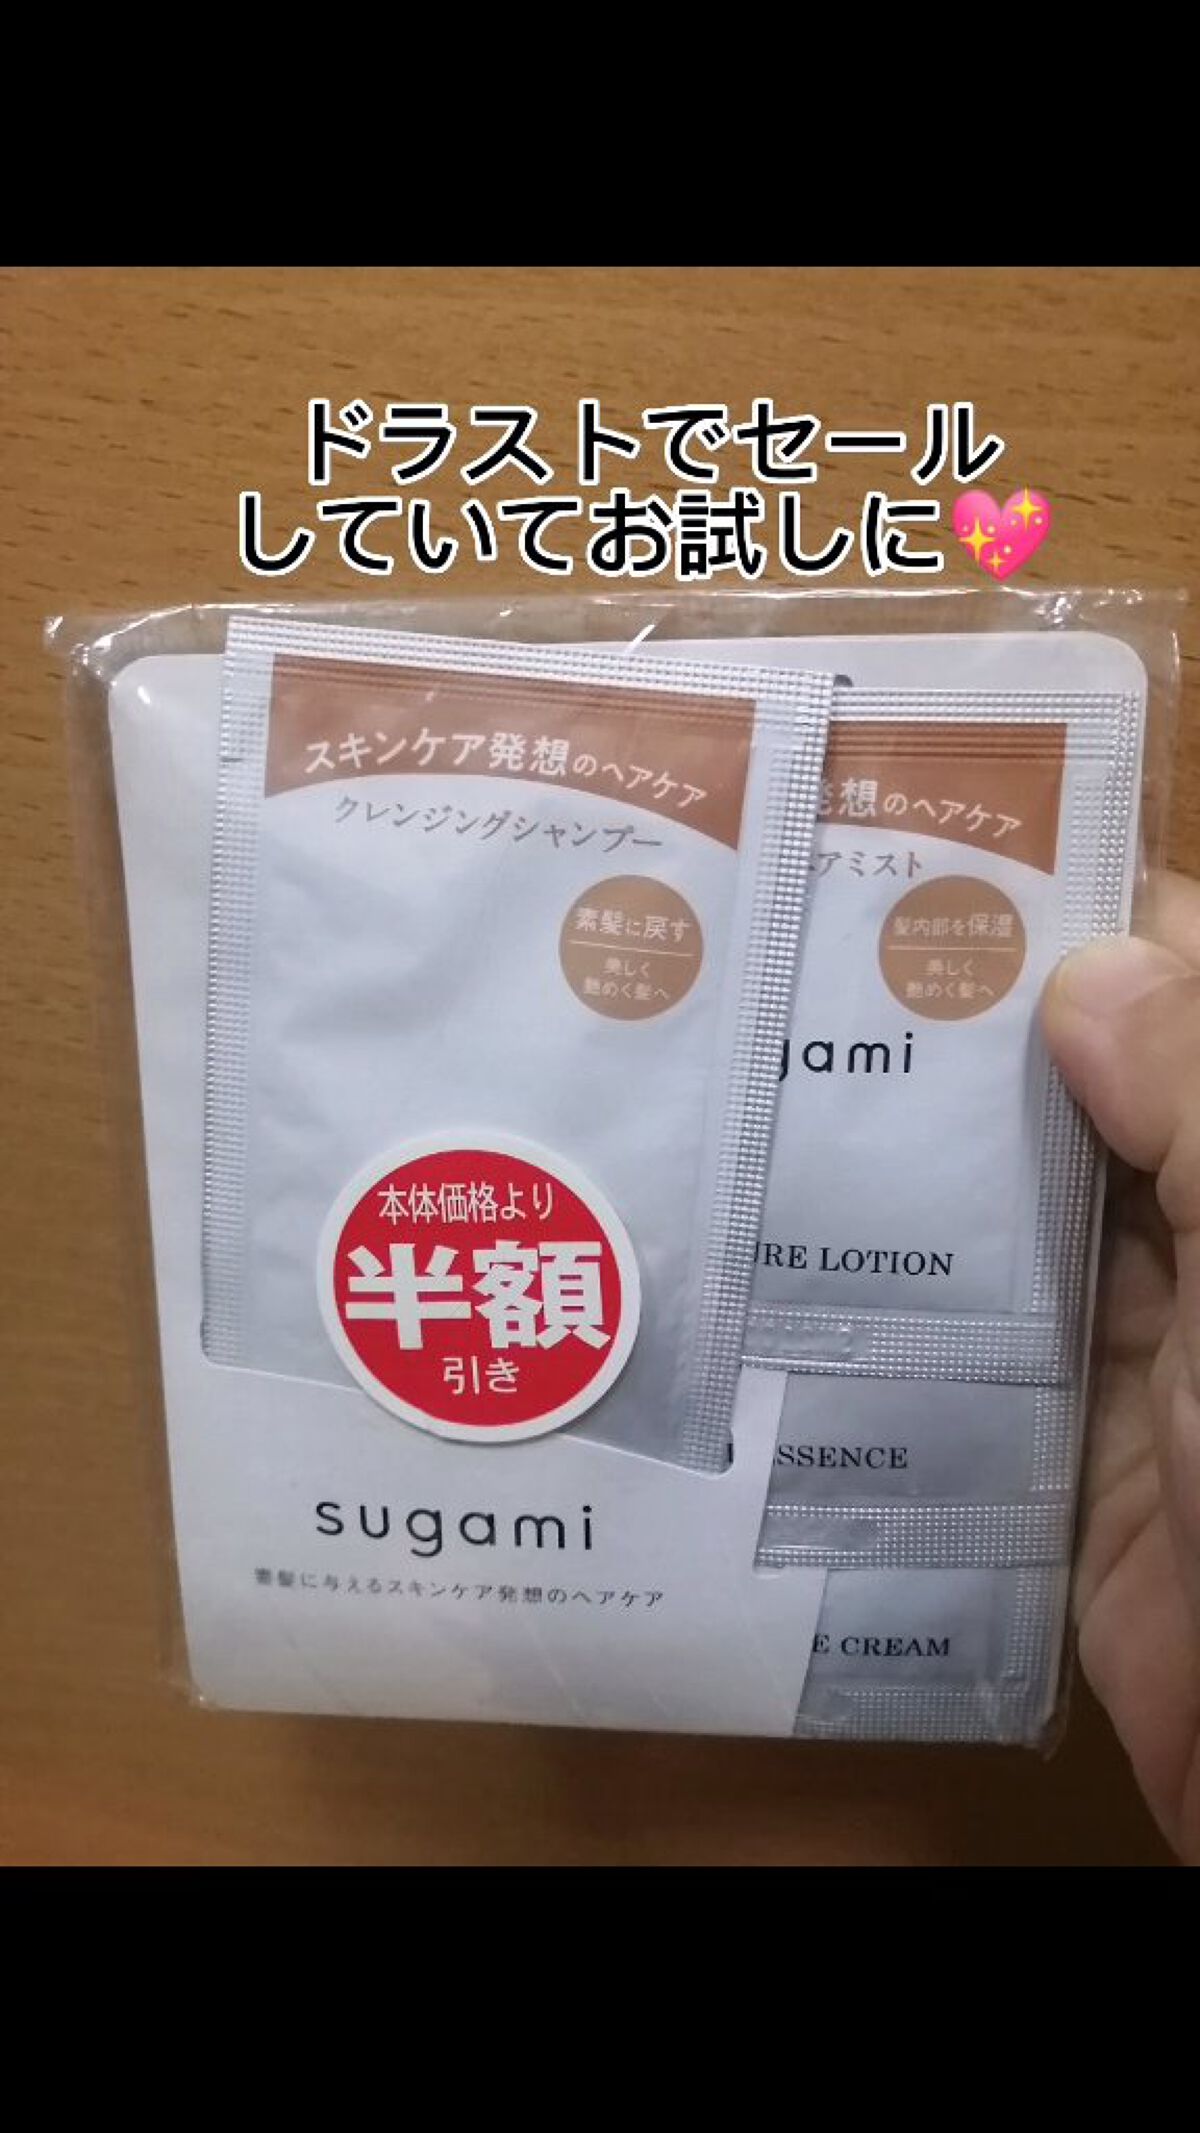 ドラストでセール
していてお試しに💖
スキンケア発想のヘアケア
クレンジングシャンプー
素髪に戻す
美しく
艶めく髪へ
想のヘアケア
アミスト
髪内部を保湿
美しく
艶めく髪へ
gami
RE LOTION
SSENCE
E CREAM
本体価格より
半額
引き
sugami
素髪に与えるスキンケア発想のヘアケア